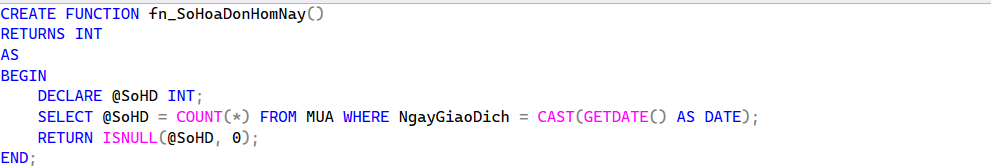 CREATE FUNCTION fn_SoHoaDonHomNay()
RETURNS INT
AS
BEGIN
    DECLARE @SoHD INT;
    SELECT @SoHD = COUNT(*) FROM MUA WHERE NgayGiaoDich = CAST(GETDATE() AS DATE);
    RETURN ISNULL(@SoHD, 0);
END;